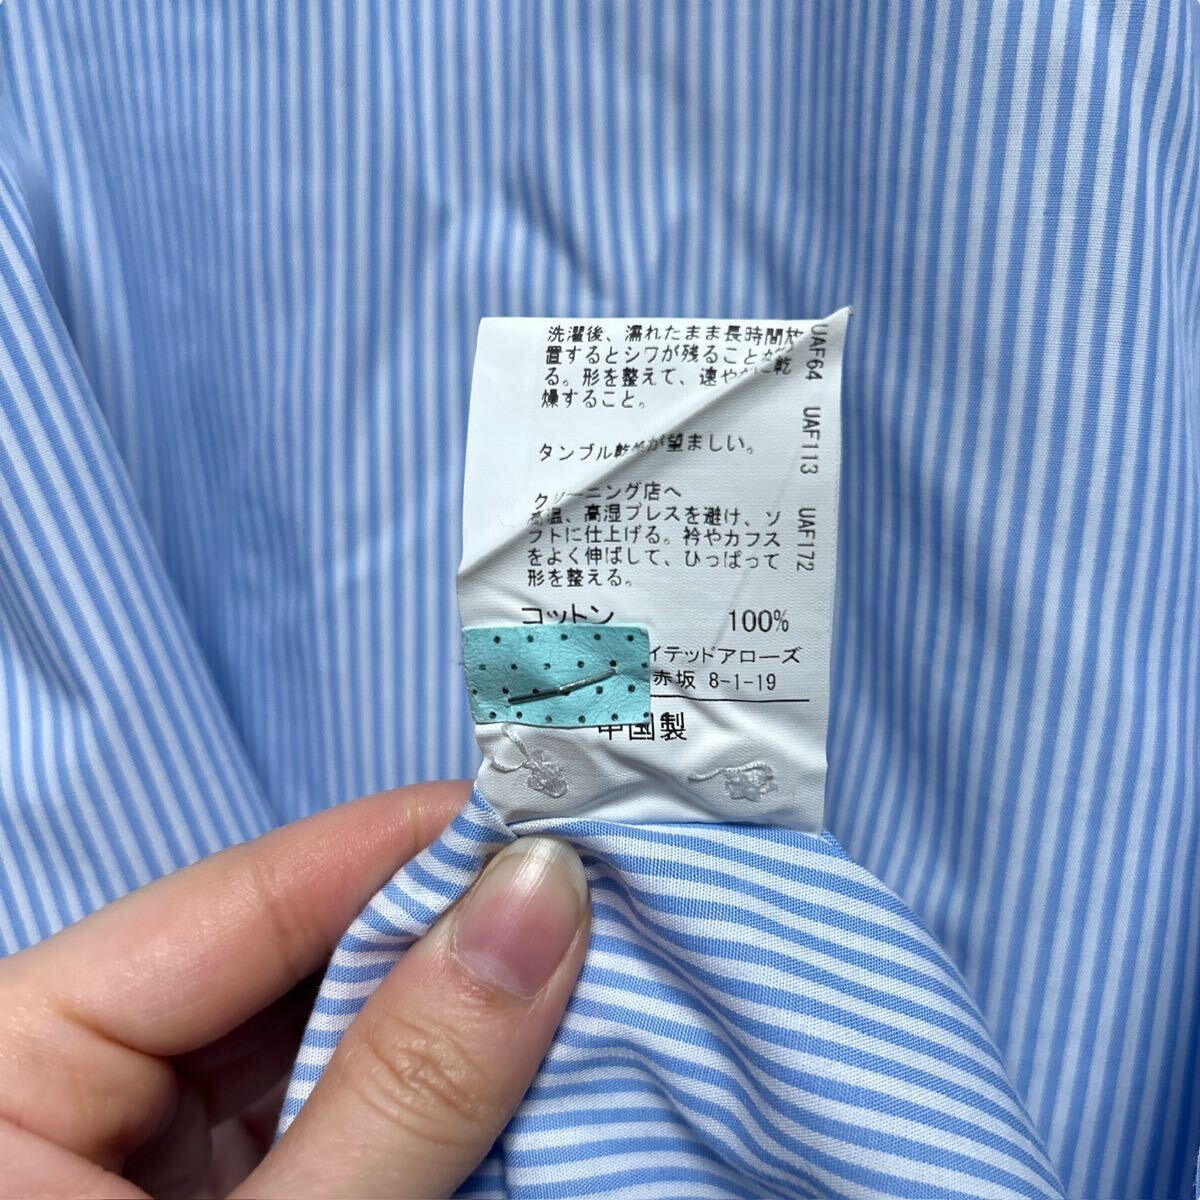 洗濯後、濡れたまま長時間放
置するとシワが残ることが
る。形を整えて、速や 乾
燥すること。
タンブル乾燥が望ましい。
クリーニング店へ
高温、高湿プレスを避け、ソ
フトに仕上げる。衿やカフス
をよく伸ばして、ひっぱって
形を整える。
コットン 100%
イテッドアローズ
赤坂 8-1-19
中国製
UAF64 UAF113 UAF172